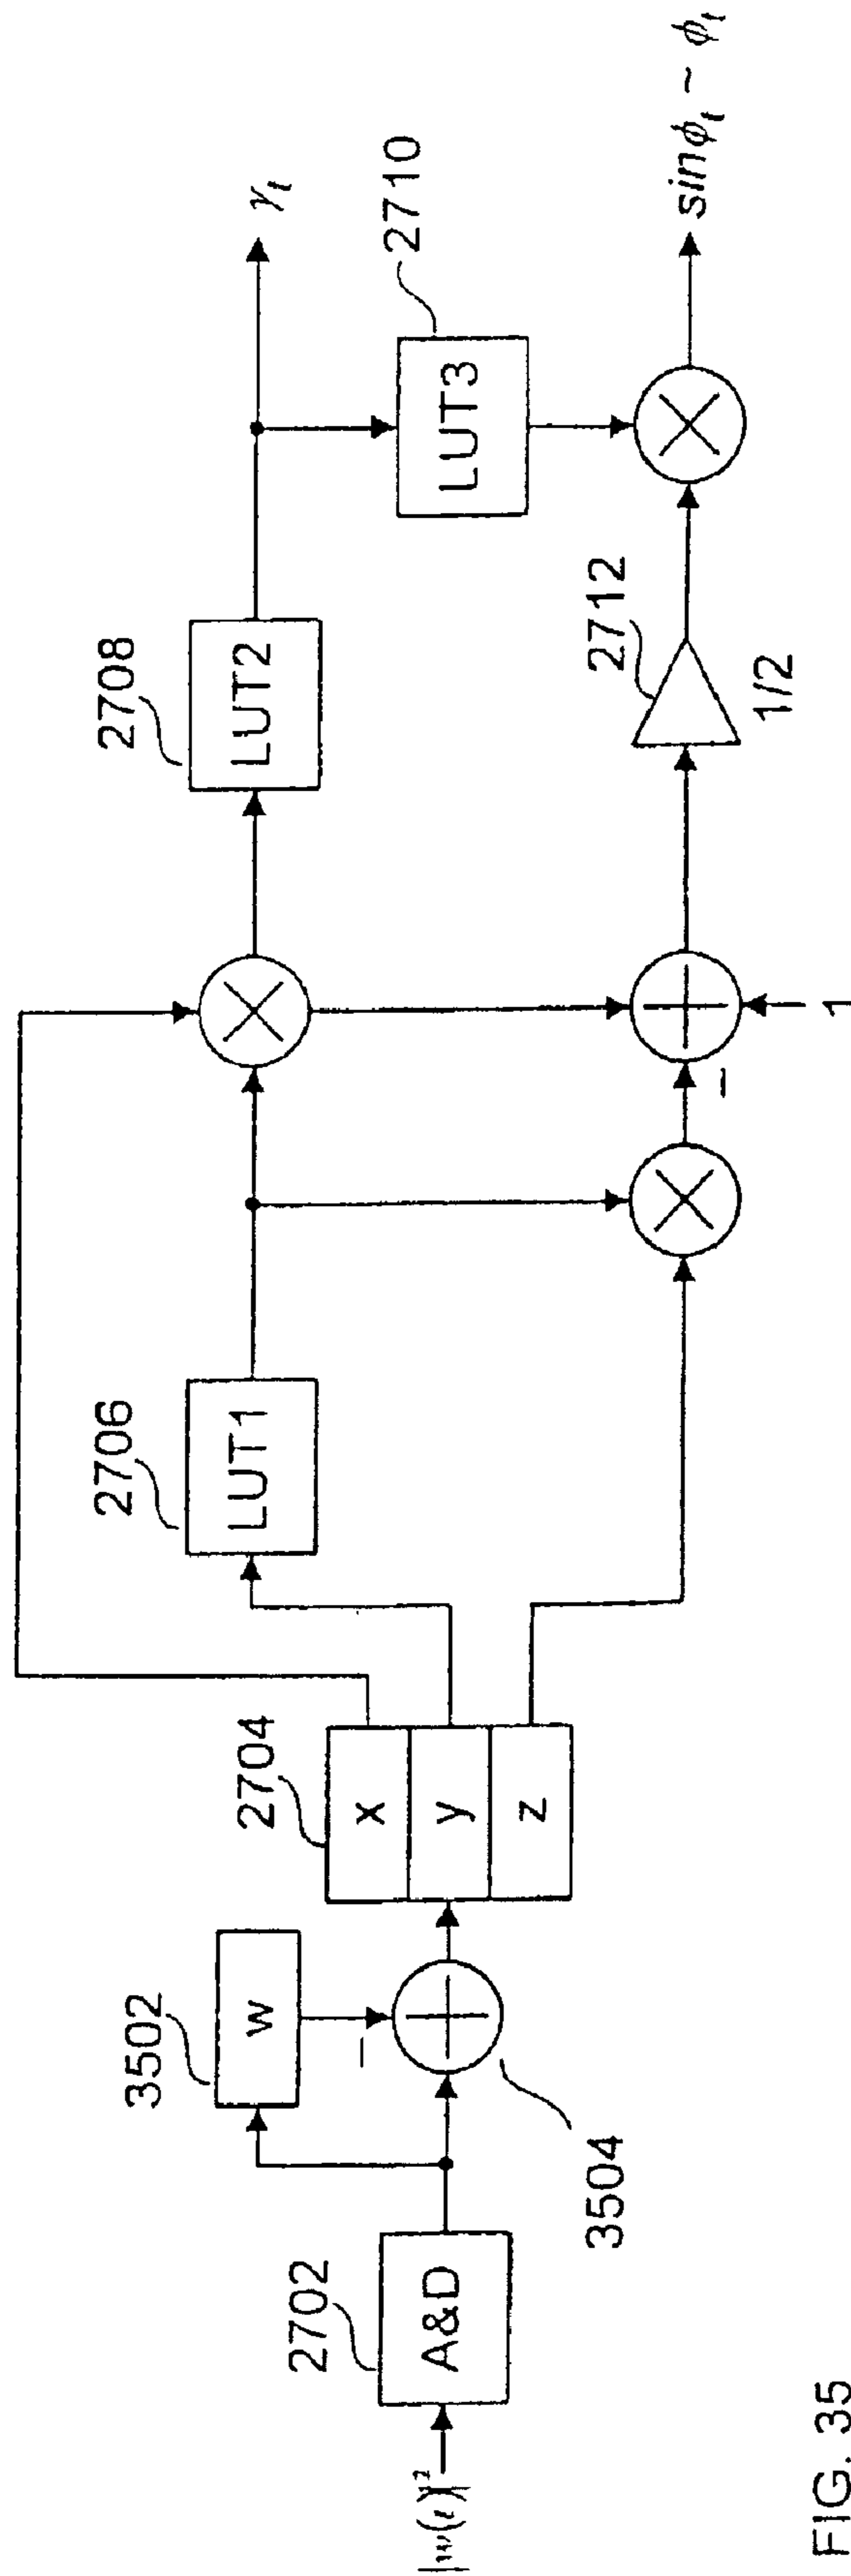 |w(t)|²
2702
A&D
3502
w
−
3504
2704
x
y
z
2706
LUT1
−
1
2708
LUT2
2712
1/2
2710
LUT3
γt
sinϕt ~ ϕt
FIG. 35